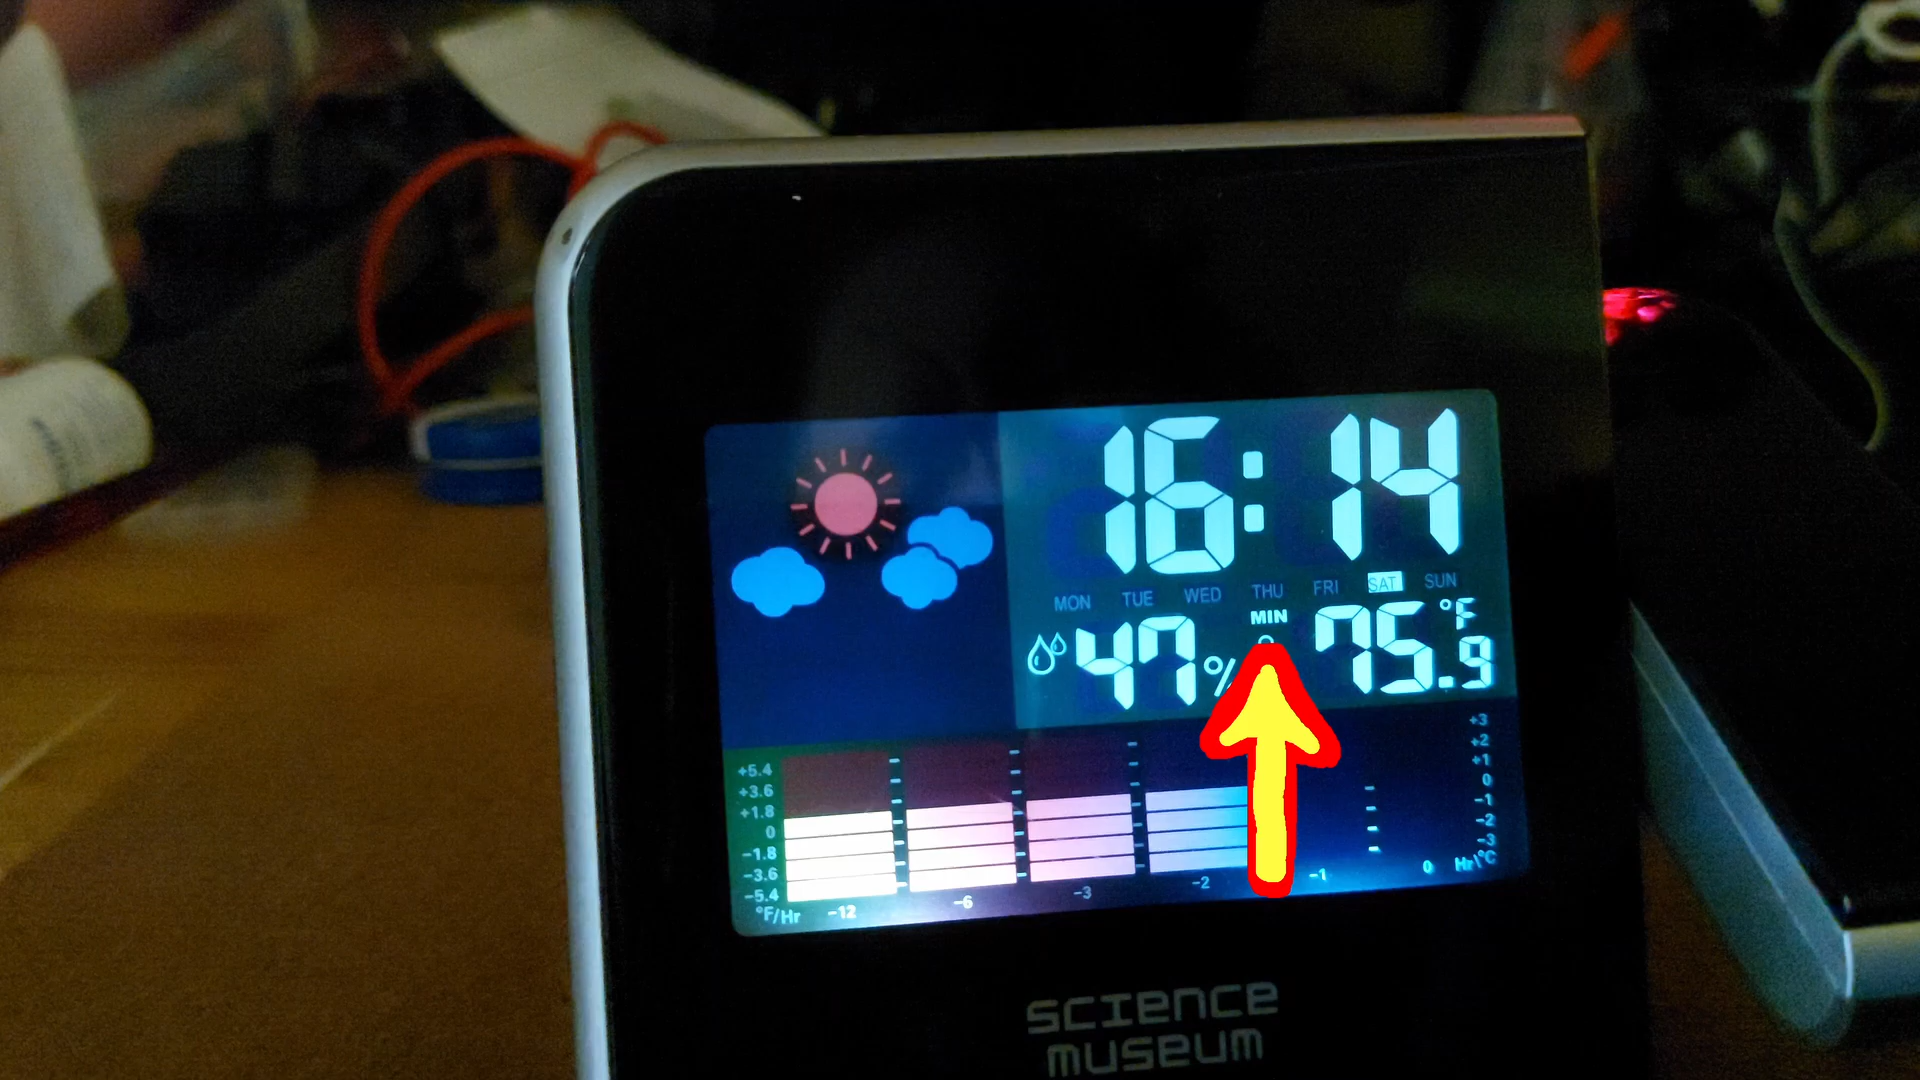 16:14
MON TUE WED THU FRI SAT SUN
MIN
47% 75.9 °F
+5.4
+3.6
+1.8
0
-1.8
-3.6
-5.4
°F/Hr -12 -6 -3 -2 -1 0 Hr\°C
+3
+2
+1
0
-1
-2
-3
SCIENCE
MUSEUM